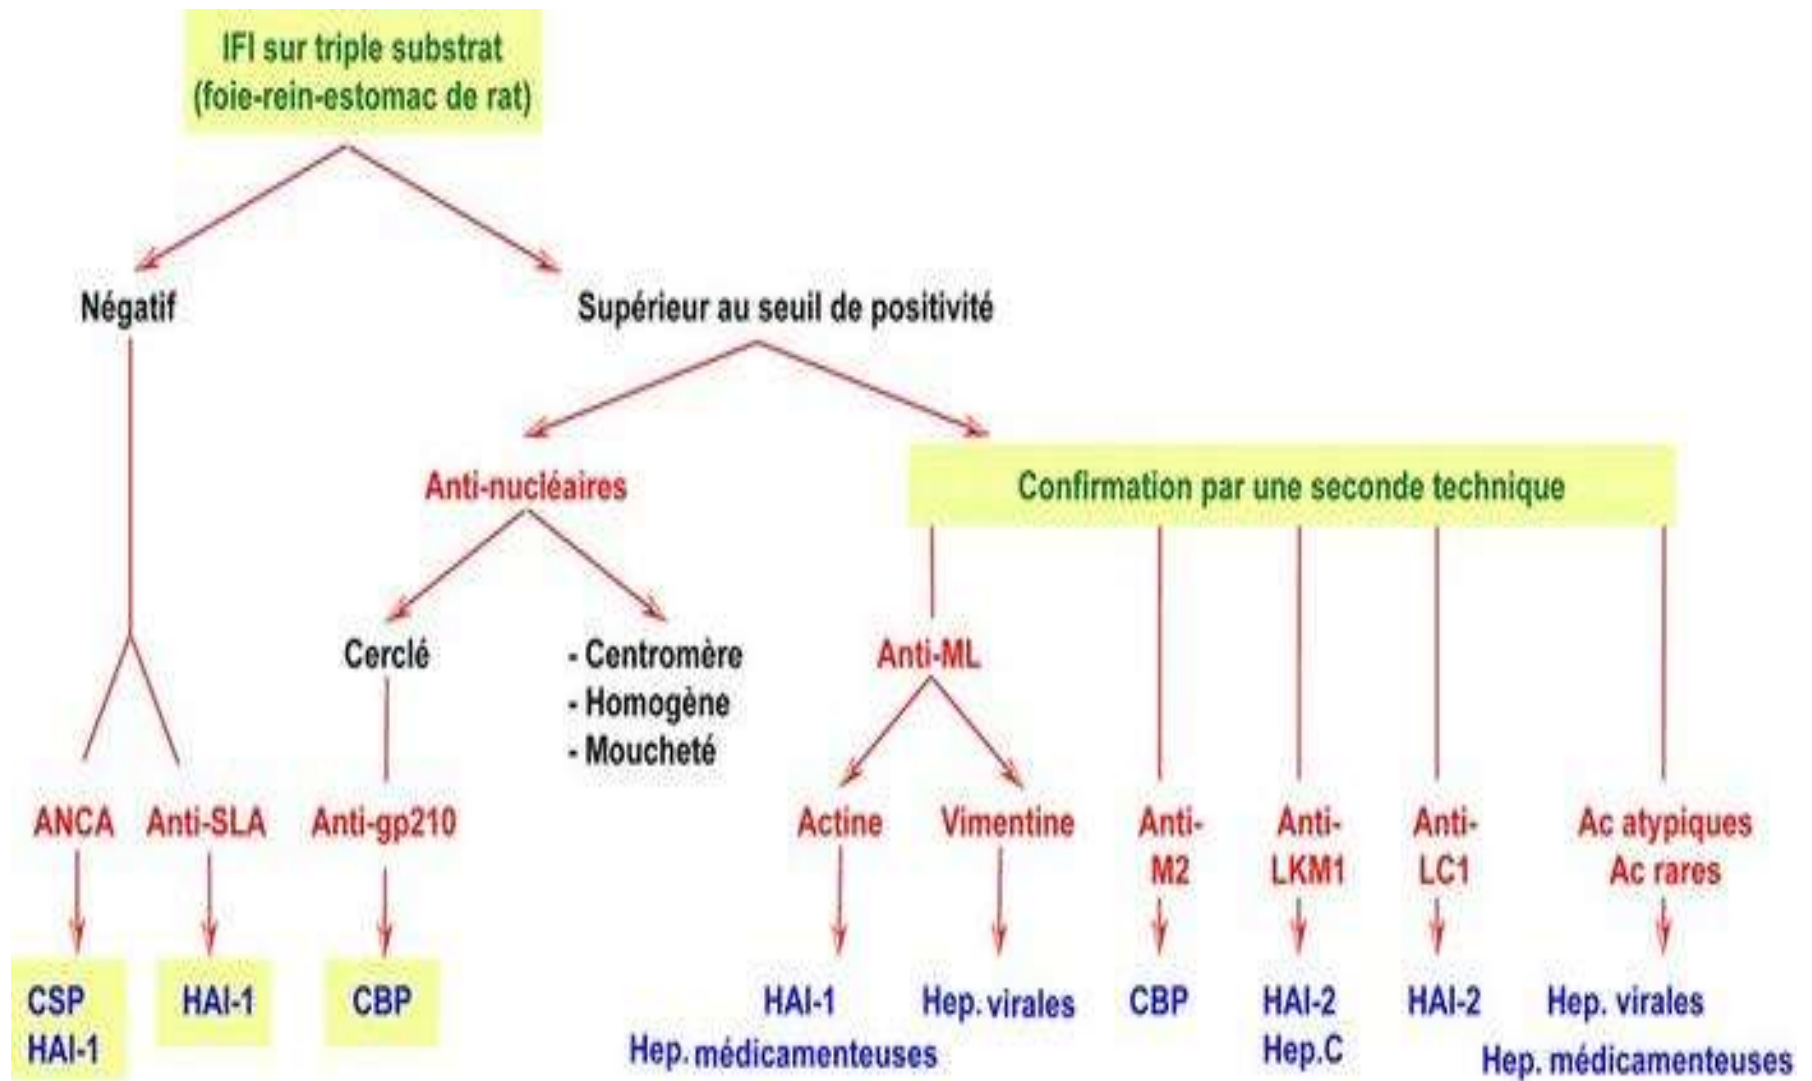 IFI sur triple substrat
(foie-rein-estomac de rat)
Négatif
Supérieur au seuil de positivité
Anti-nucléaires
Confirmation par une seconde technique
Cerclé
- Centromère
- Homogène
- Moucheté
Anti-ML
ANCA
Anti-SLA
Anti-gp210
Actine
Vimentine
Anti-
M2
Anti-
LKM1
Anti-
LC1
Ac atypiques
Ac rares
CSP
HAI-1
HAI-1
CBP
HAI-1
Hep. médicamenteuses
Hep. virales
CBP
HAI-2
Hep.C
HAI-2
Hep. virales
Hep. médicamenteuses